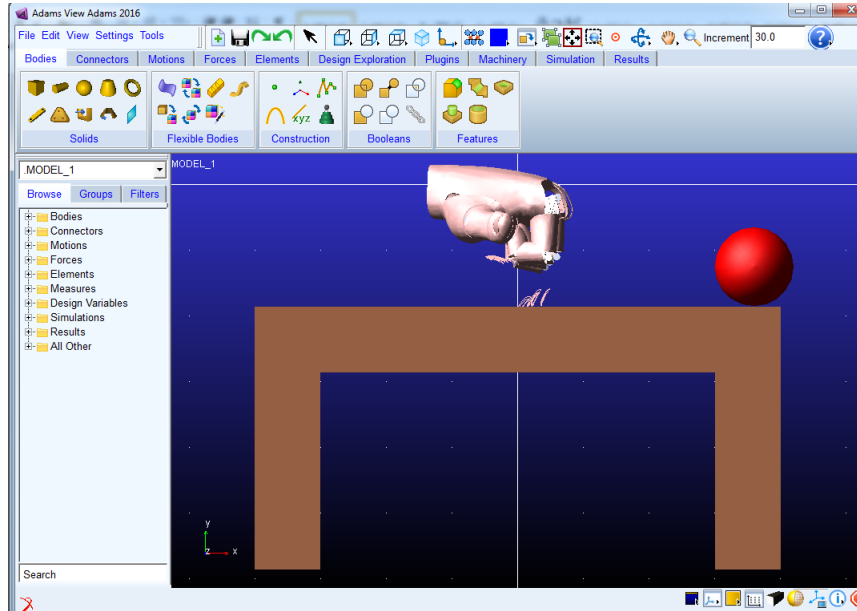 Adams View Adams 2016
File Edit View Settings Tools
Increment 30.0
Bodies Connectors Motions Forces Elements Design Exploration Plugins Machinery Simulation Results
Solids Flexible Bodies Construction Booleans Features
.MODEL_1
MODEL_1
Browse Groups Filters
Bodies
Connectors
Motions
Forces
Elements
Measures
Design Variables
Simulations
Results
All Other
y
z x
Search